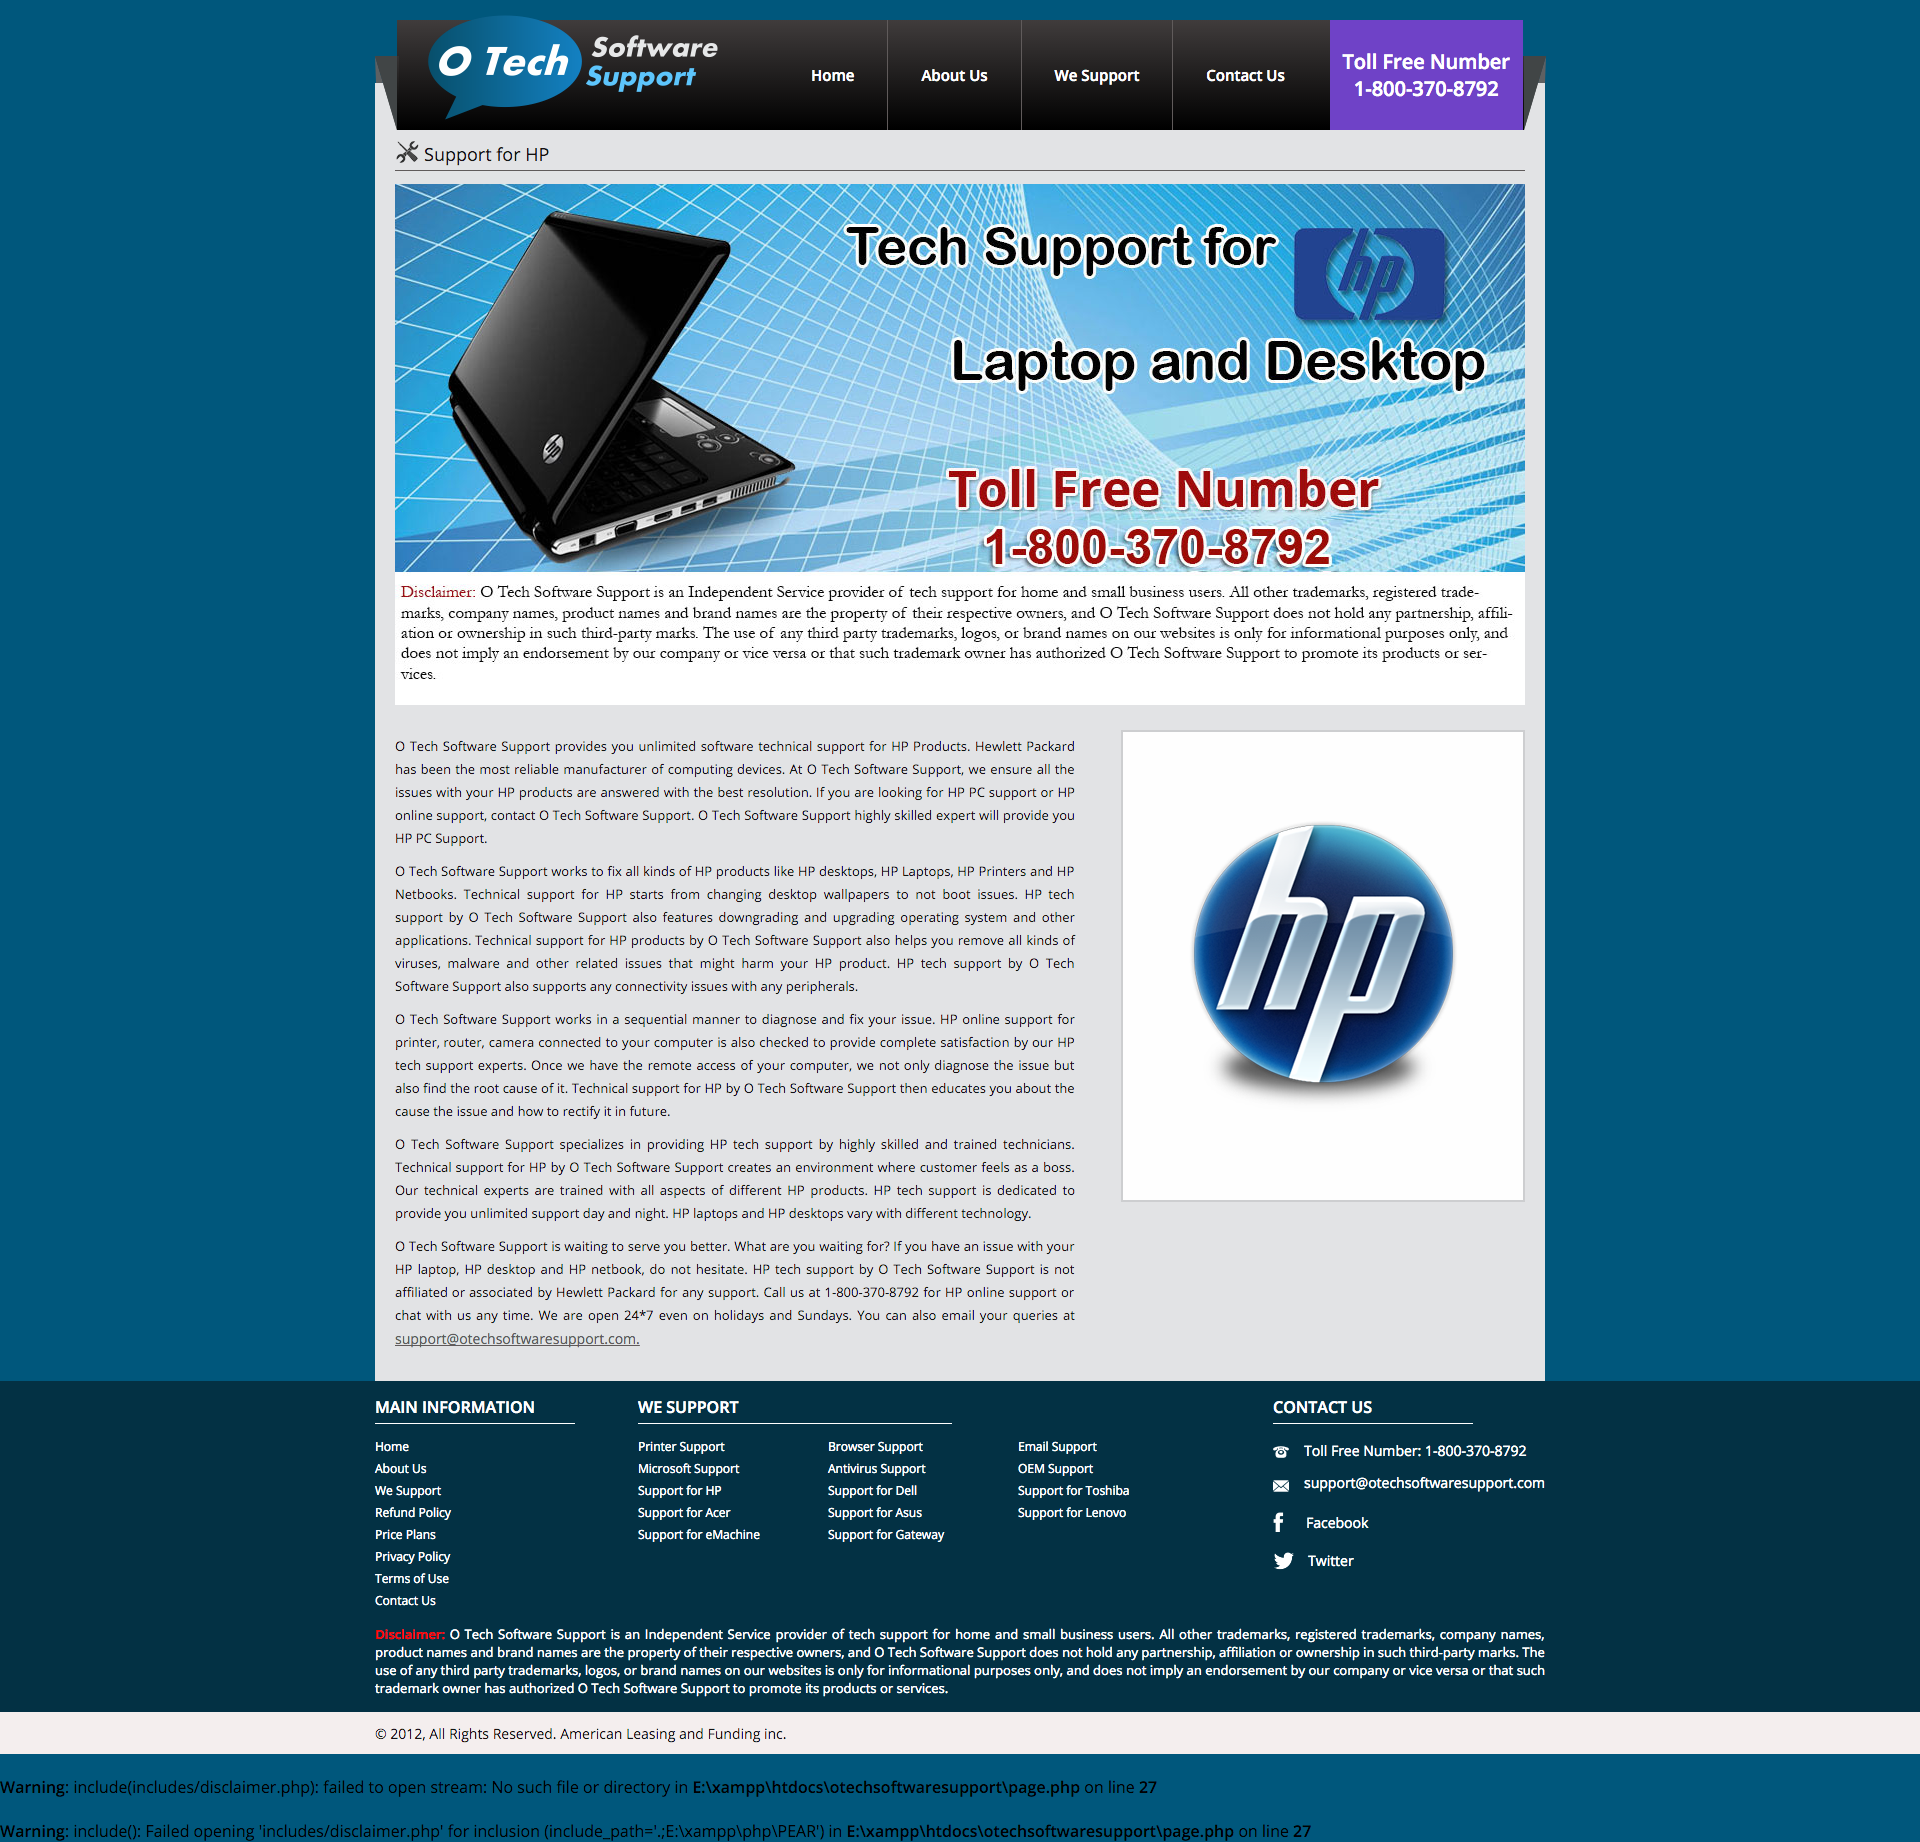 O Tech Software
Support
Home
About Us
We Support
Contact Us
Toll Free Number
1-800-370-8792
Support for HP
Tech Support for hp
Laptop and Desktop
hp
Toll Free Number
1-800-370-8792
Disclaimer: O Tech Software Support is an Independent Service provider of tech support for home and small business users. All other trademarks, registered trade-
marks, company names, product names and brand names are the property of their respective owners, and O Tech Software Support does not hold any partnership, affili-
ation or ownership in such third-party marks. The use of any third party trademarks, logos, or brand names on our websites is only for informational purposes only, and
does not imply an endorsement by our company or vice versa or that such trademark owner has authorized O Tech Software Support to promote its products or ser-
vices.
O Tech Software Support provides you unlimited software technical support for HP Products. Hewlett Packard
has been the most reliable manufacturer of computing devices. At O Tech Software Support, we ensure all the
issues with your HP products are answered with the best resolution. If you are looking for HP PC support or HP
online support, contact O Tech Software Support. O Tech Software Support highly skilled expert will provide you
HP PC Support.
O Tech Software Support works to fix all kinds of HP products like HP desktops, HP Laptops, HP Printers and HP
Netbooks. Technical support for HP starts from changing desktop wallpapers to not boot issues. HP tech
support by O Tech Software Support also features downgrading and upgrading operating system and other
applications. Technical support for HP products by O Tech Software Support also helps you remove all kinds of
viruses, malware and other related issues that might harm your HP product. HP tech support by O Tech
Software Support also supports any connectivity issues with any peripherals.
O Tech Software Support works in a sequential manner to diagnose and fix your issue. HP online support for
printer, router, camera connected to your computer is also checked to provide complete satisfaction by our HP
tech support experts. Once we have the remote access of your computer, we not only diagnose the issue but
also find the root cause of it. Technical support for HP by O Tech Software Support then educates you about the
cause the issue and how to rectify it in future.
O Tech Software Support specializes in providing HP tech support by highly skilled and trained technicians.
Technical support for HP by O Tech Software Support creates an environment where customer feels as a boss.
Our technical experts are trained with all aspects of different HP products. HP tech support is dedicated to
provide you unlimited support day and night. HP laptops and HP desktops vary with different technology.
O Tech Software Support is waiting to serve you better. What are you waiting for? If you have an issue with your
HP laptop, HP desktop and HP netbook, do not hesitate. HP tech support by O Tech Software Support is not
affiliated or associated by Hewlett Packard for any support. Call us at 1-800-370-8792 for HP online support or
chat with us any time. We are open 24*7 even on holidays and Sundays. You can also email your queries at
support@otechsoftwaresupport.com.
hp
MAIN INFORMATION
Home
About Us
We Support
Refund Policy
Price Plans
Privacy Policy
Terms of Use
Contact Us
WE SUPPORT
Printer Support
Microsoft Support
Support for HP
Support for Acer
Support for eMachine
Browser Support
Antivirus Support
Support for Dell
Support for Asus
Support for Gateway
Email Support
OEM Support
Support for Toshiba
Support for Lenovo
CONTACT US
Toll Free Number: 1-800-370-8792
support@otechsoftwaresupport.com
Facebook
Twitter
Disclaimer: O Tech Software Support is an Independent Service provider of tech support for home and small business users. All other trademarks, registered trademarks, company names,
product names and brand names are the property of their respective owners, and O Tech Software Support does not hold any partnership, affiliation or ownership in such third-party marks. The
use of any third party trademarks, logos, or brand names on our websites is only for informational purposes only, and does not imply an endorsement by our company or vice versa or that such
trademark owner has authorized O Tech Software Support to promote its products or services.
© 2012, All Rights Reserved. American Leasing and Funding inc.
Warning: include(includes/disclaimer.php): failed to open stream: No such file or directory in E:\xampp\htdocs\otechsoftwaresupport\page.php on line 27
Warning: include(): Failed opening 'includes/disclaimer.php' for inclusion (include_path='.;E:\xampp\php\PEAR') in E:\xampp\htdocs\otechsoftwaresupport\page.php on line 27